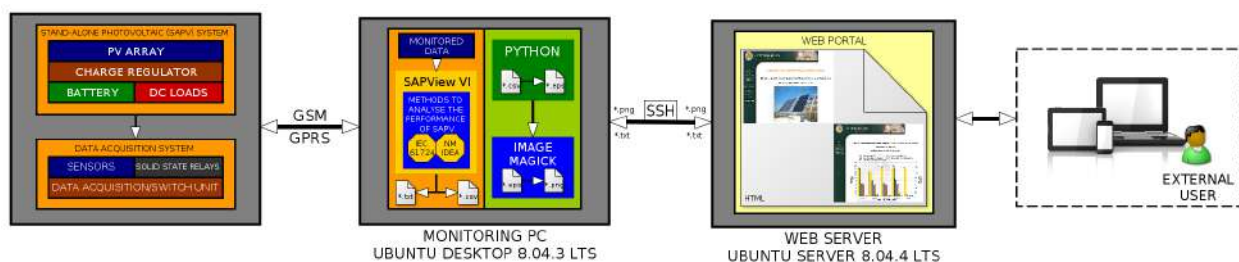 STAND-ALONE PHOTOVOLTAIC (SAPV) SYSTEM
PV ARRAY
CHARGE REGULATOR
BATTERY
DC LOADS
DATA ACQUISITION SYSTEM
SENSORS
SOLID STATE RELAYS
DATA ACQUISITION/SWITCH UNIT
GSM
GPRS
MONITORED
DATA
SAPView VI
METHODS TO
ANALYSE THE
PERFORMANCE
OF SAPV
IEC
61724
NM
IDEA
*.txt
*.csv
PYTHON
*.csv
*.eps
IMAGE
MAGICK
*.eps
*.png
MONITORING PC
UBUNTU DESKTOP 8.04.3 LTS
*.png
SSH
*.png
*.txt
*.txt
WEB PORTAL
HTML
WEB SERVER
UBUNTU SERVER 8.04.4 LTS
EXTERNAL
USER